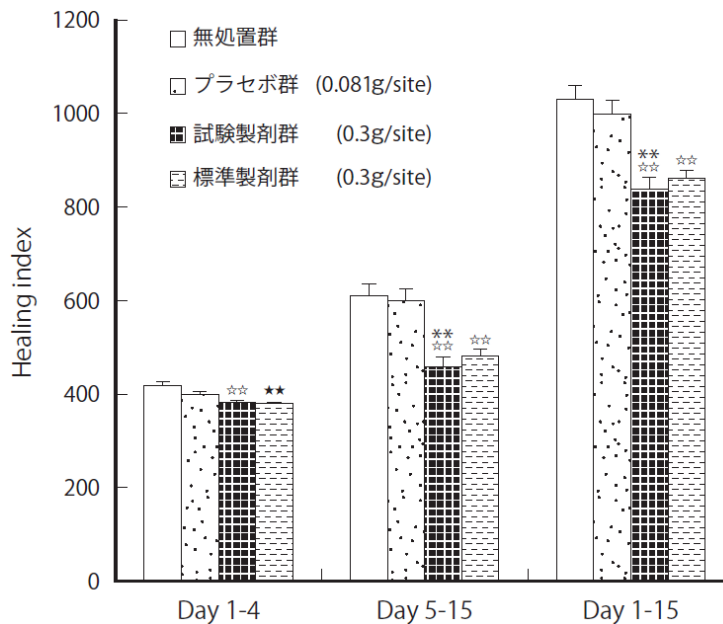 1200
1000
800
600
400
200
0
Healing index
無処置群
プラセボ群 (0.081g/site)
試験製剤群 (0.3g/site)
標準製剤群 (0.3g/site)
☆☆
★★
**
☆☆
☆☆
**
☆☆
☆☆
Day 1-4
Day 5-15
Day 1-15